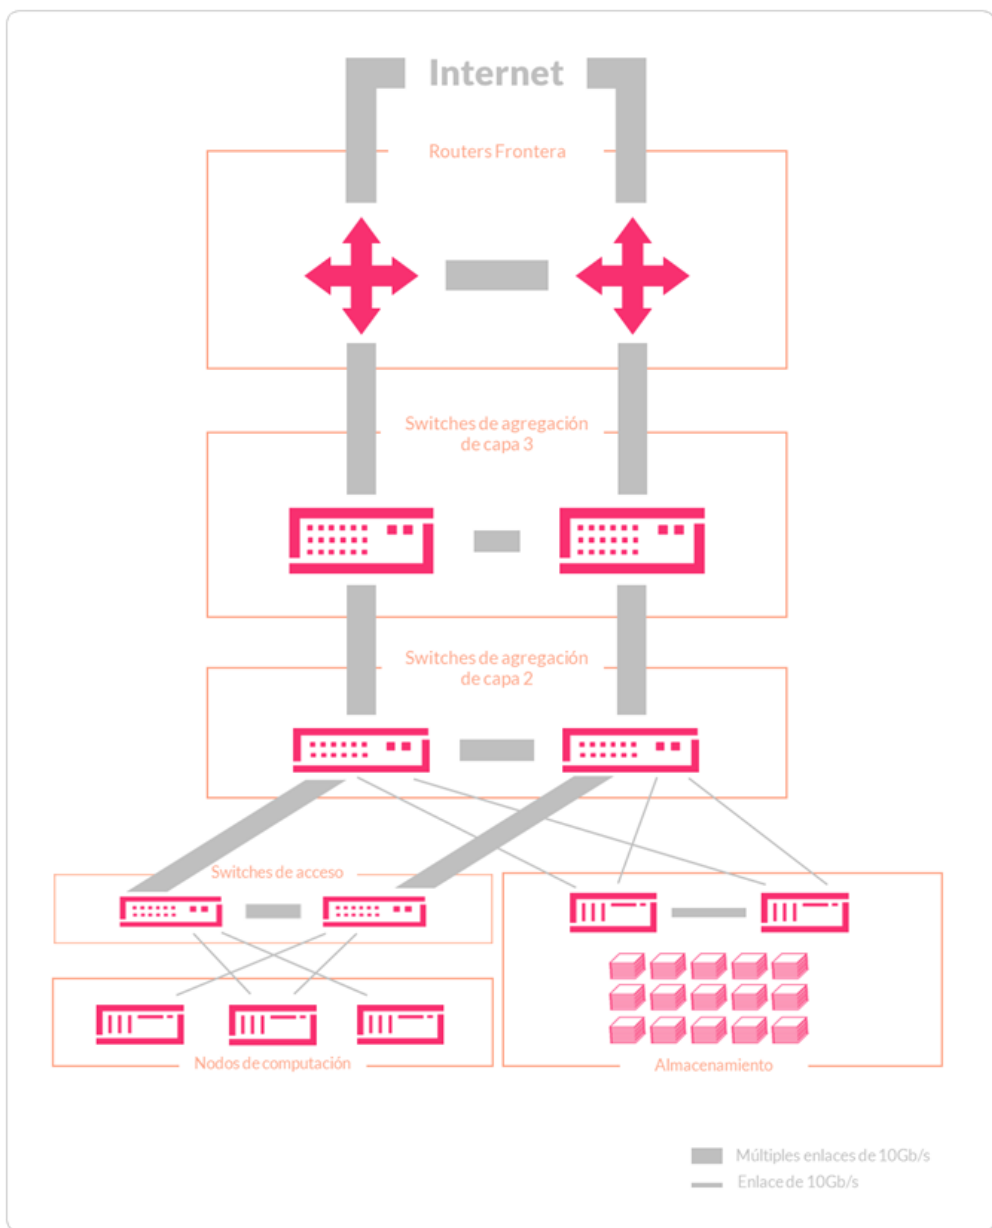 Internet
Routers Frontera
Switches de agregación
de capa 3
Switches de agregación
de capa 2
Switches de acceso
Nodos de computación
Almacenamiento
Múltiples enlaces de 10Gb/s
Enlace de 10Gb/s